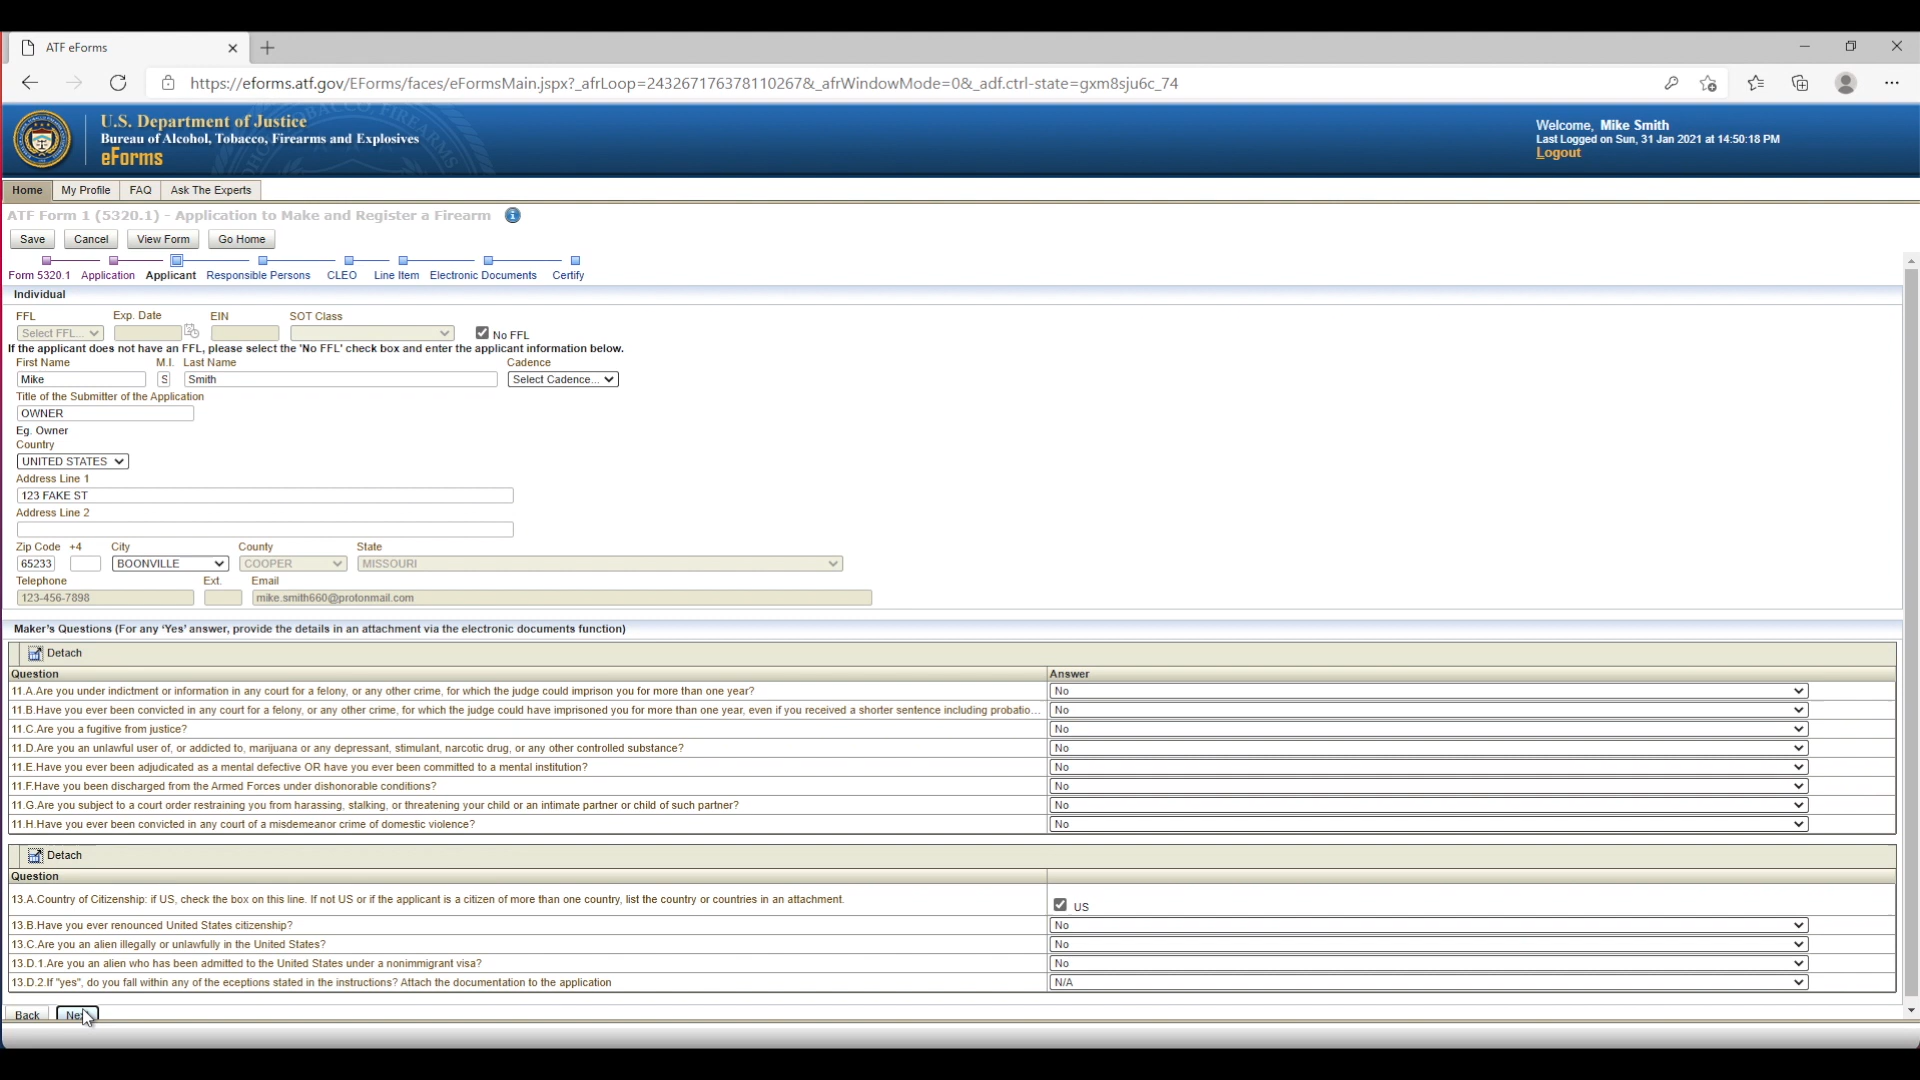 ATF eForms
https://eforms.atf.gov/EForms/faces/eFormsMain.jspx?_afrLoop=2432671763781102678&_afrWindowMode=0&_adf.ctrl-state=gxm8sju6c_74
U.S. Department of Justice
Bureau of Alcohol, Tobacco, Firearms and Explosives
eForms
Welcome, Mike Smith
Last Logged on Sun, 31 Jan 2021 at 14:50:18 PM
Logout
Home My Profile FAQ Ask The Experts
ATF Form 1 (5320.1) - Application to Make and Register a Firearm
Save Cancel View Form Go Home
Form 5320.1 Application Applicant Responsible Persons CLEO Line Item Electronic Documents Certify
Individual
FFL Exp. Date EIN SOT Class
Select FFL... No FFL
If the applicant does not have an FFL, please select the 'No FFL' check box and enter the applicant information below.
First Name M.I. Last Name Cadence
Mike S Smith Select Cadence...
Title of the Submitter of the Application
OWNER
Eg. Owner
Country
UNITED STATES
Address Line 1
123 FAKE ST
Address Line 2
Zip Code +4 City County State
65233 BOONVILLE COOPER MISSOURI
Telephone Ext. Email
123-456-7898 mike.smith660@protonmail.com
Maker's Questions (For any 'Yes' answer, provide the details in an attachment via the electronic documents function)
Detach
Question Answer
11.A.Are you under indictment or information in any court for a felony, or any other crime, for which the judge could imprison you for more than one year? No
11.B.Have you ever been convicted in any court for a felony, or any other crime, for which the judge could have imprisoned you for more than one year, even if you received a shorter sentence including probatio... No
11.C.Are you a fugitive from justice? No
11.D.Are you an unlawful user of, or addicted to, marijuana or any depressant, stimulant, narcotic drug, or any other controlled substance? No
11.E.Have you ever been adjudicated as a mental defective OR have you ever been committed to a mental institution? No
11.F.Have you been discharged from the Armed Forces under dishonorable conditions? No
11.G.Are you subject to a court order restraining you from harassing, stalking, or threatening your child or an intimate partner or child of such partner? No
11.H.Have you ever been convicted in any court of a misdemeanor crime of domestic violence? No
Detach
Question
13.A.Country of Citizenship: if US, check the box on this line. If not US or if the applicant is a citizen of more than one country, list the country or countries in an attachment. US
13.B.Have you ever renounced United States citizenship? No
13.C.Are you an alien illegally or unlawfully in the United States? No
13.D.1.Are you an alien who has been admitted to the United States under a nonimmigrant visa? No
13.D.2.If "yes", do you fall within any of the eceptions stated in the instructions? Attach the documentation to the application N/A
Back